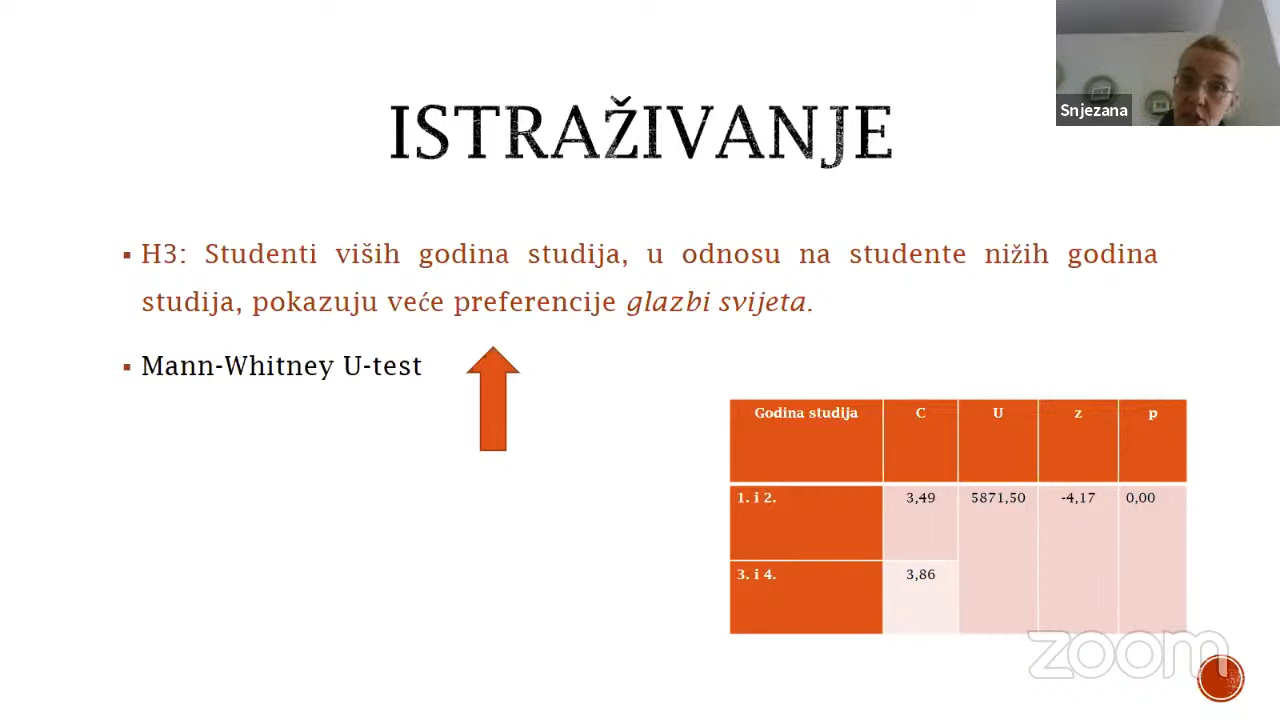 Snjezana
ISTRAŽIVANJE
▪ H3: Studenti viših godina studija, u odnosu na studente nižih godina
studija, pokazuju veće preferencije glazbi svijeta.
▪ Mann-Whitney U-test
Godina studija C U z p
1. i 2. 3,49 5871,50 -4,17 0,00
3. i 4. 3,86
zoom